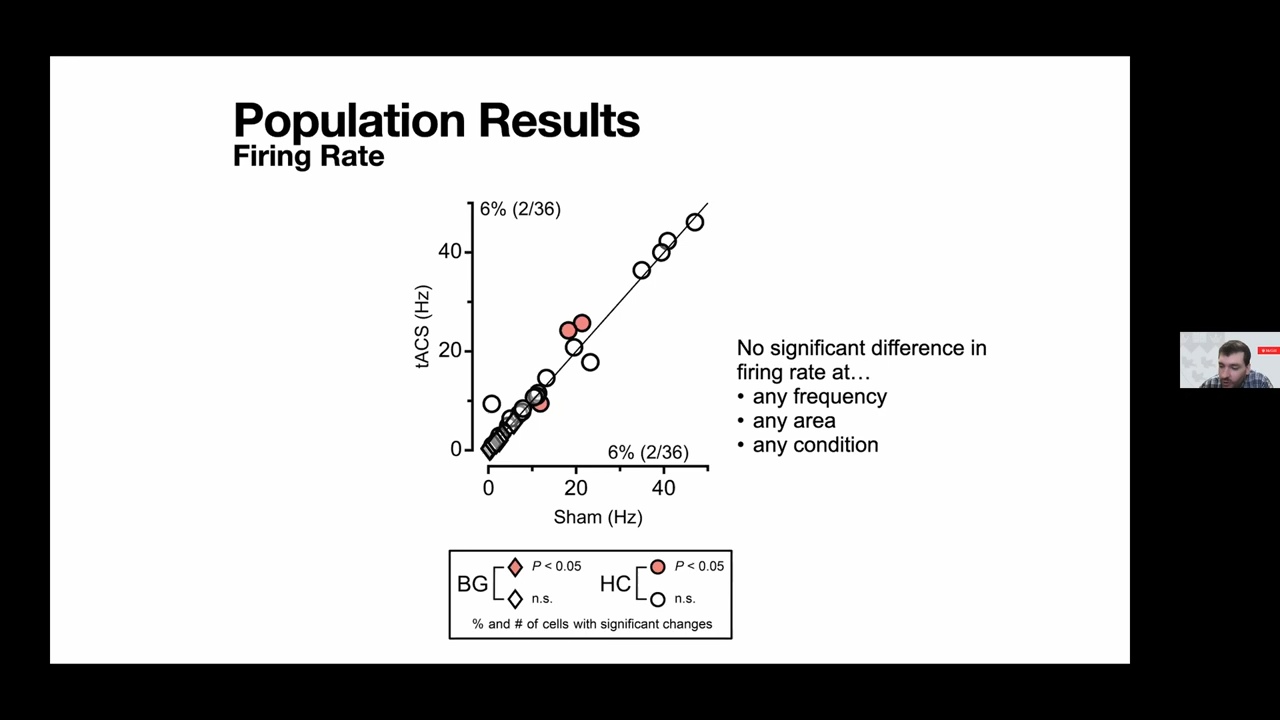 Population Results
Firing Rate
6% (2/36)
40
20
0
tACS (Hz)
6% (2/36)
0
20
40
Sham (Hz)
No significant difference in
firing rate at…
• any frequency
• any area
• any condition
BG
P < 0.05
n.s.
HC
P < 0.05
n.s.
% and # of cells with significant changes